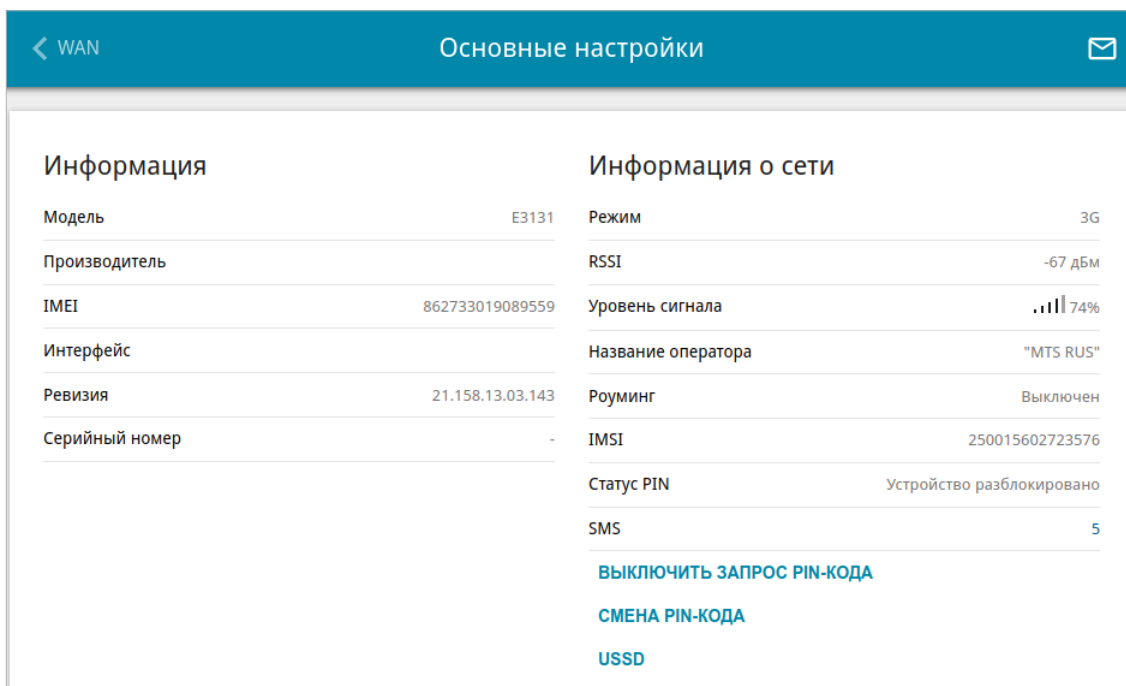 WAN
Основные настройки
Информация
Модель E3131
Производитель
IMEI 862733019089559
Интерфейс
Ревизия 21.158.13.03.143
Серийный номер -
Информация о сети
Режим 3G
RSSI -67 дБм
Уровень сигнала 74%
Название оператора "MTS RUS"
Роуминг Выключен
IMSI 250015602723576
Статус PIN Устройство разблокировано
SMS 5
ВЫКЛЮЧИТЬ ЗАПРОС PIN-КОДА
СМЕНА PIN-КОДА
USSD